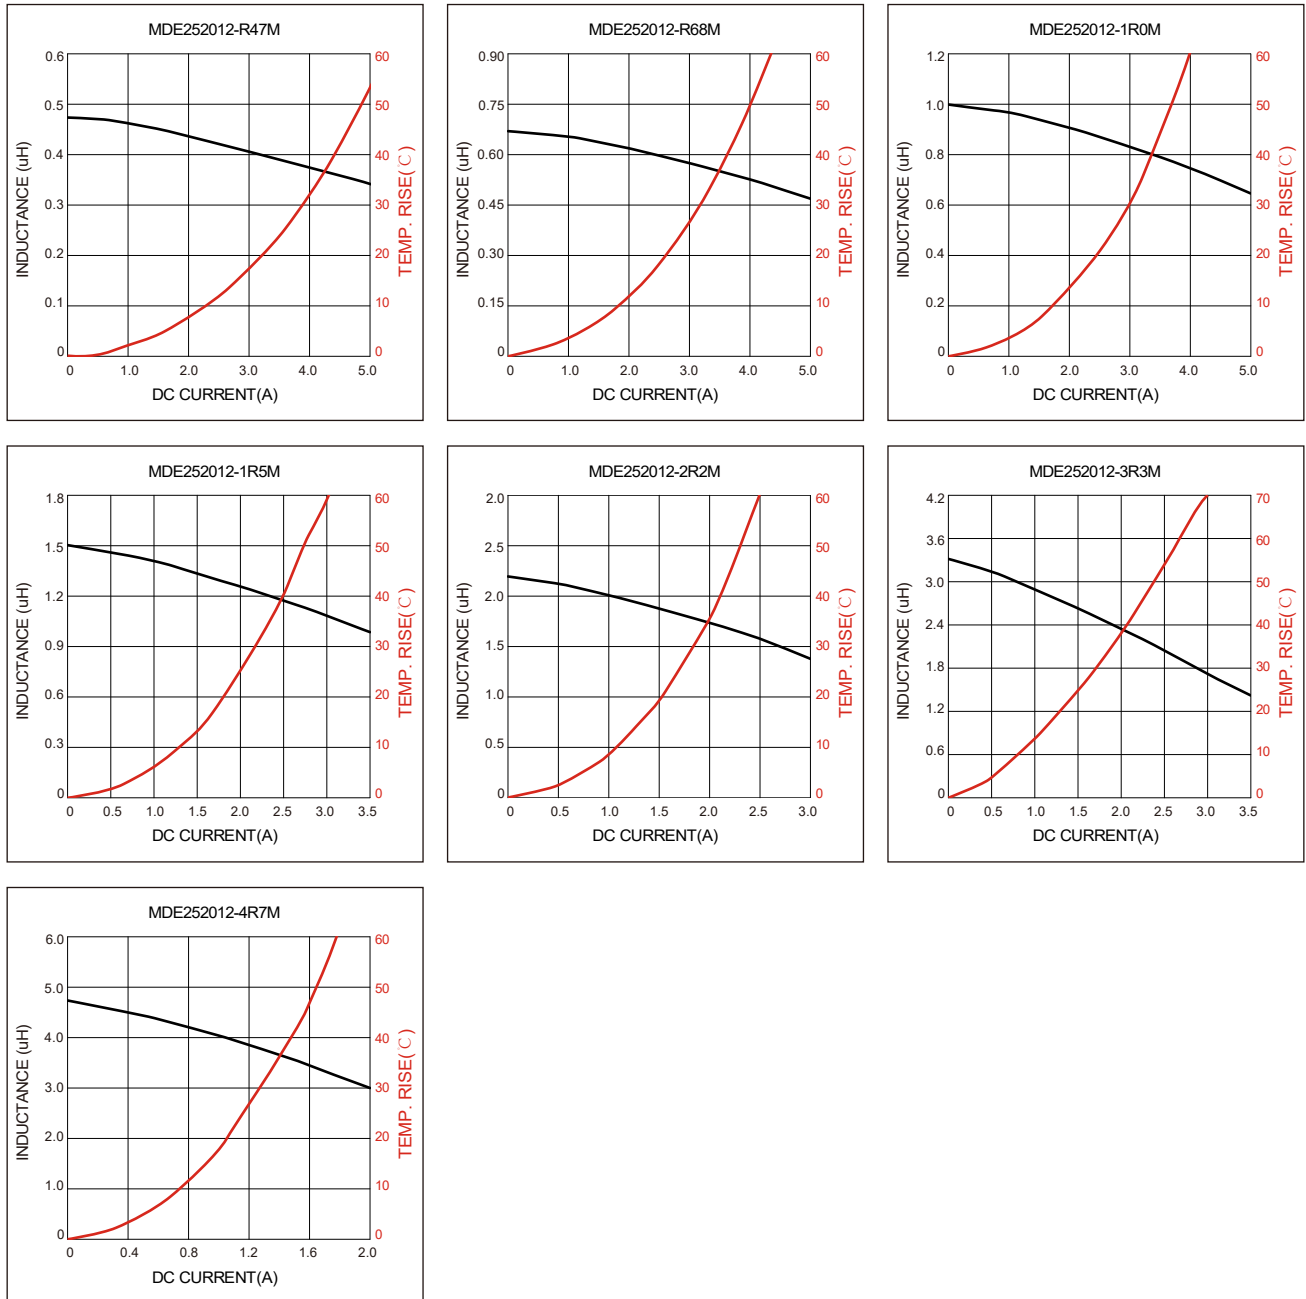 MDE252012-R47M
0.6
0.5
0.4
0.3
0.2
0.1
0
60
50
40
30
20
10
0
0 1.0 2.0 3.0 4.0 5.0
INDUCTANCE (uH)
TEMP. RISE(℃)
DC CURRENT(A)
MDE252012-R68M
0.90
0.75
0.60
0.45
0.30
0.15
0
60
50
40
30
20
10
0
0 1.0 2.0 3.0 4.0 5.0
INDUCTANCE (uH)
TEMP. RISE(℃)
DC CURRENT(A)
MDE252012-1R0M
1.2
1.0
0.8
0.6
0.4
0.2
0
60
50
40
30
20
10
0
0 1.0 2.0 3.0 4.0 5.0
INDUCTANCE (uH)
TEMP. RISE(℃)
DC CURRENT(A)
MDE252012-1R5M
1.8
1.5
1.2
0.9
0.6
0.3
0
60
50
40
30
20
10
0
0 0.5 1.0 1.5 2.0 2.5 3.0 3.5
INDUCTANCE (uH)
TEMP. RISE(℃)
DC CURRENT(A)
MDE252012-2R2M
2.0
2.5
2.0
1.5
1.0
0.5
0
60
50
40
30
20
10
0
0 0.5 1.0 1.5 2.0 2.5 3.0
INDUCTANCE (uH)
TEMP. RISE(℃)
DC CURRENT(A)
MDE252012-3R3M
4.2
3.6
3.0
2.4
1.8
1.2
0.6
0
70
60
50
40
30
20
10
0
0 0.5 1.0 1.5 2.0 2.5 3.0 3.5
INDUCTANCE (uH)
TEMP. RISE(℃)
DC CURRENT(A)
MDE252012-4R7M
6.0
5.0
4.0
3.0
2.0
1.0
0
60
50
40
30
20
10
0
0 0.4 0.8 1.2 1.6 2.0
INDUCTANCE (uH)
TEMP. RISE(℃)
DC CURRENT(A)